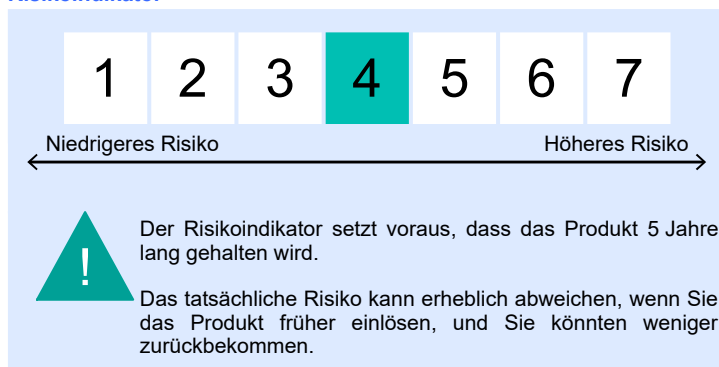 Risikoindikator
1 2 3 4 5 6 7
Niedrigeres Risiko Höheres Risiko
!
Der Risikoindikator setzt voraus, dass das Produkt 5 Jahre
lang gehalten wird.
Das tatsächliche Risiko kann erheblich abweichen, wenn Sie
das Produkt früher einlösen, und Sie könnten weniger
zurückbekommen.